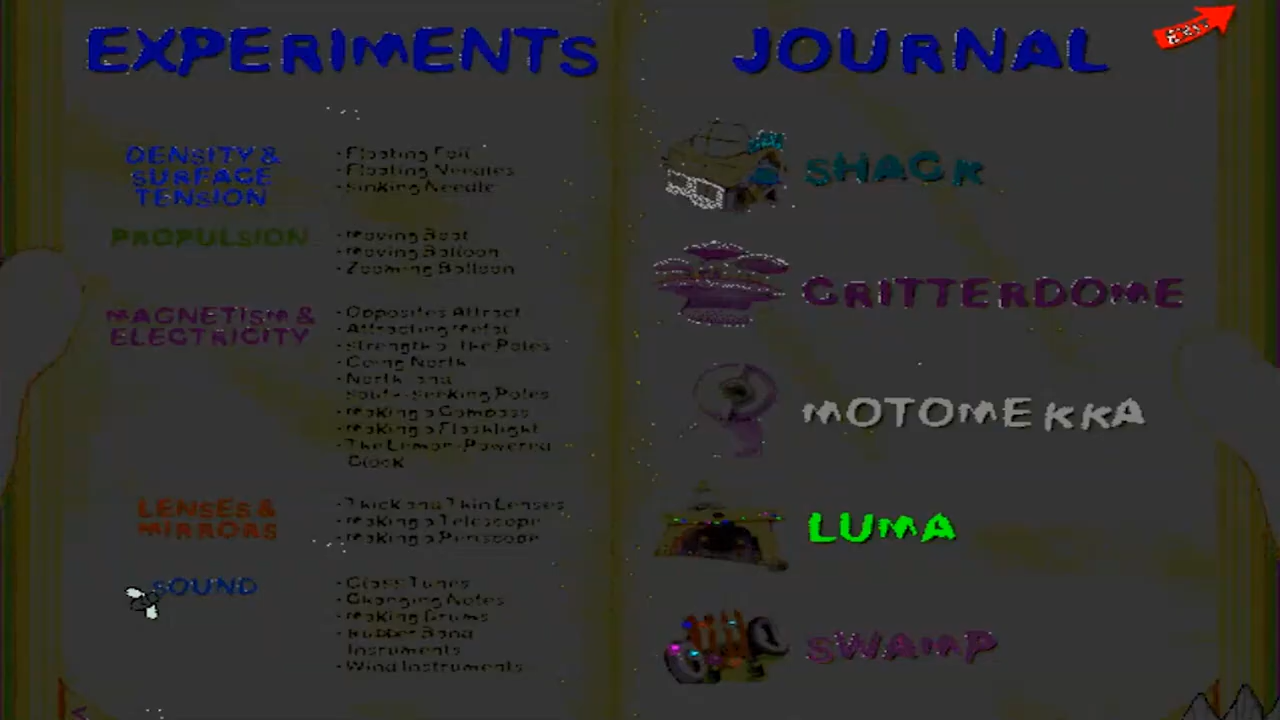 EXPERIMENTS
DENSITY &
SURFACE
TENSION
- Floating Foil
- Floating Needles
- Sinking Needle
PROPULSION
- Moving Boat
- Moving Balloon
- Zooming Balloon
MAGNETISM &
ELECTRICITY
- Opposites Attract
- Attracting Metal
- Strength of The Poles
- Going North
- North- and
South-Seeking Poles
- Making a Compass
- Making a Flashlight
- The Lemon-Powered
Clock
LENSES &
MIRRORS
- Thick and Thin Lenses
- Making a Telescope
- Making a Periscope
SOUND
- Glass Tunes
- Changing Notes
- Making Drums
- Rubber Band
Instruments
- Wind Instruments
JOURNAL
SHACK
CRITTERDOME
MOTOMEKKA
LUMA
SWAMP